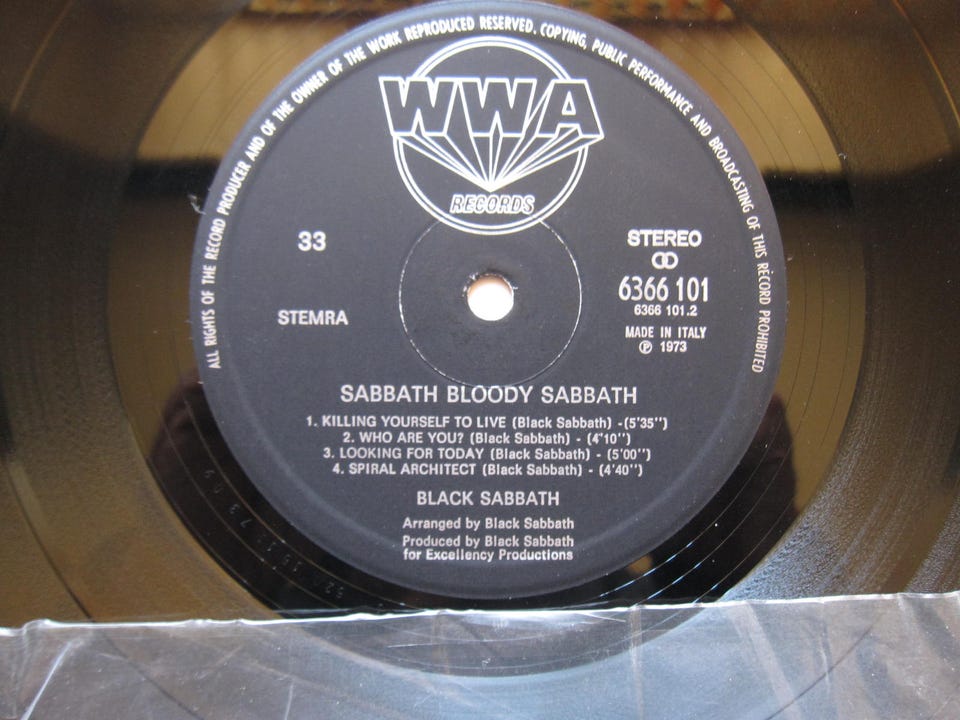 ALL RIGHTS OF THE RECORD PRODUCER AND OF THE OWNER OF THE WORK REPRODUCED RESERVED. COPYING, PUBLIC PERFORMANCE AND BROADCASTING OF THIS RECORD PROHIBITED
WWA
RECORDS
33
STEREO
6366 101
6366 101.2
STEMRA
MADE IN ITALY
Ⓟ 1973
SABBATH BLOODY SABBATH
1. KILLING YOURSELF TO LIVE (Black Sabbath) -(5'35'')
2. WHO ARE YOU? (Black Sabbath) - (4'10'')
3. LOOKING FOR TODAY (Black Sabbath) - (5'00'')
4. SPIRAL ARCHITECT (Black Sabbath) - (4'40'')
BLACK SABBATH
Arranged by Black Sabbath
Produced by Black Sabbath
for Excellency Productions